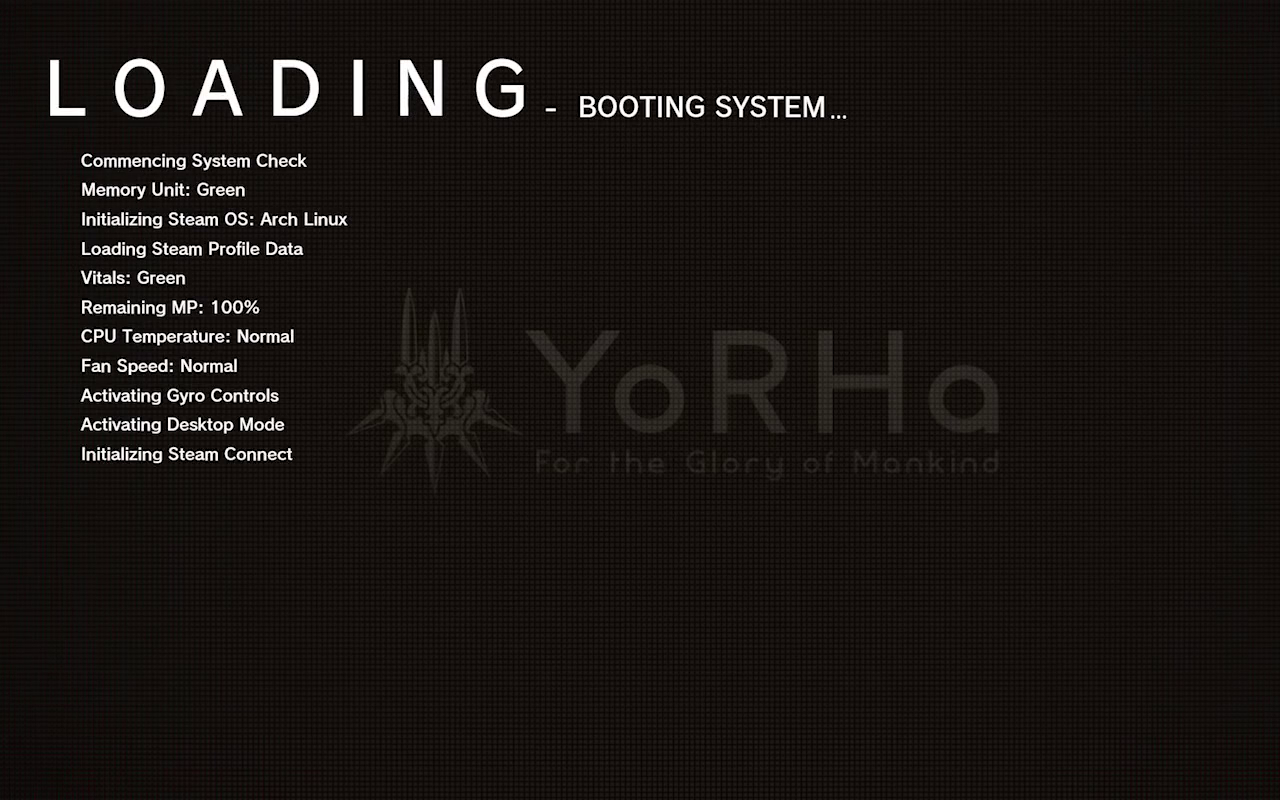 LOADING - BOOTING SYSTEM...
Commencing System Check
Memory Unit: Green
Initializing Steam OS: Arch Linux
Loading Steam Profile Data
Vitals: Green
Remaining MP: 100%
CPU Temperature: Normal
Fan Speed: Normal
Activating Gyro Controls
Activating Desktop Mode
Initializing Steam Connect
YoRHa
For the Glory of Mankind